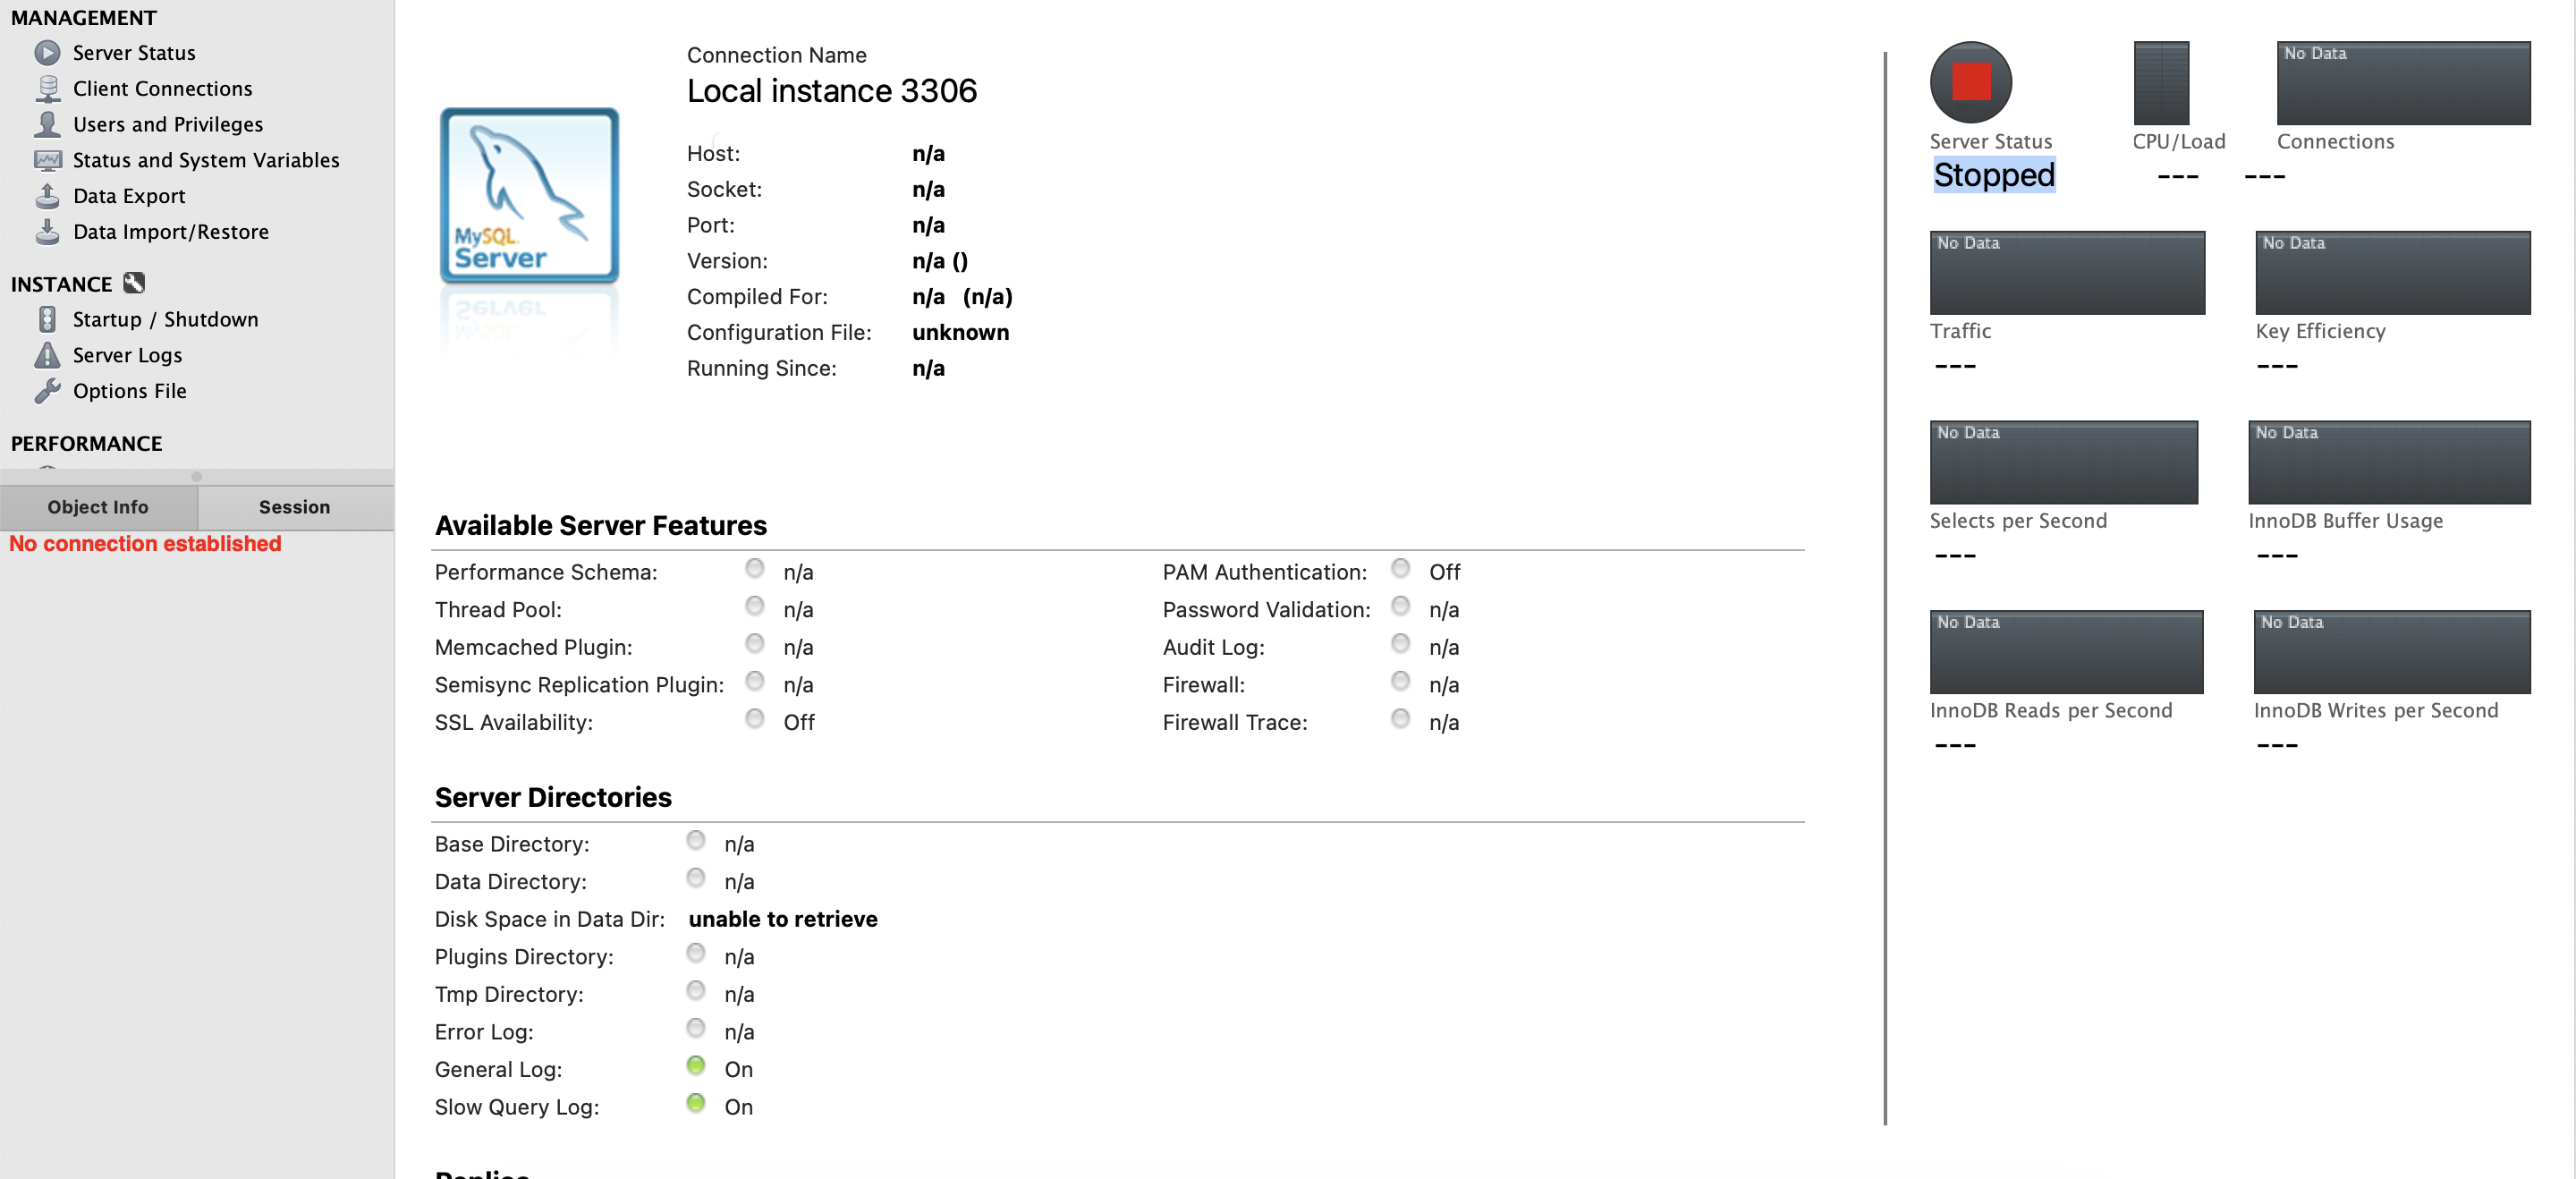 MANAGEMENT
Server Status
Client Connections
Users and Privileges
Status and System Variables
Data Export
Data Import/Restore
INSTANCE
Startup / Shutdown
Server Logs
Options File
PERFORMANCE
Object Info Session
No connection established
MySQL
Server
Connection Name
Local instance 3306
Host: n/a
Socket: n/a
Port: n/a
Version: n/a ()
Compiled For: n/a (n/a)
Configuration File: unknown
Running Since: n/a
Available Server Features
Performance Schema: n/a
Thread Pool: n/a
Memcached Plugin: n/a
Semisync Replication Plugin: n/a
SSL Availability: Off
PAM Authentication: Off
Password Validation: n/a
Audit Log: n/a
Firewall: n/a
Firewall Trace: n/a
Server Directories
Base Directory: n/a
Data Directory: n/a
Disk Space in Data Dir: unable to retrieve
Plugins Directory: n/a
Tmp Directory: n/a
Error Log: n/a
General Log: On
Slow Query Log: On
No Data
Server Status CPU/Load Connections
Stopped --- ---
No Data No Data
Traffic Key Efficiency
--- ---
No Data No Data
Selects per Second InnoDB Buffer Usage
--- ---
No Data No Data
InnoDB Reads per Second InnoDB Writes per Second
--- ---